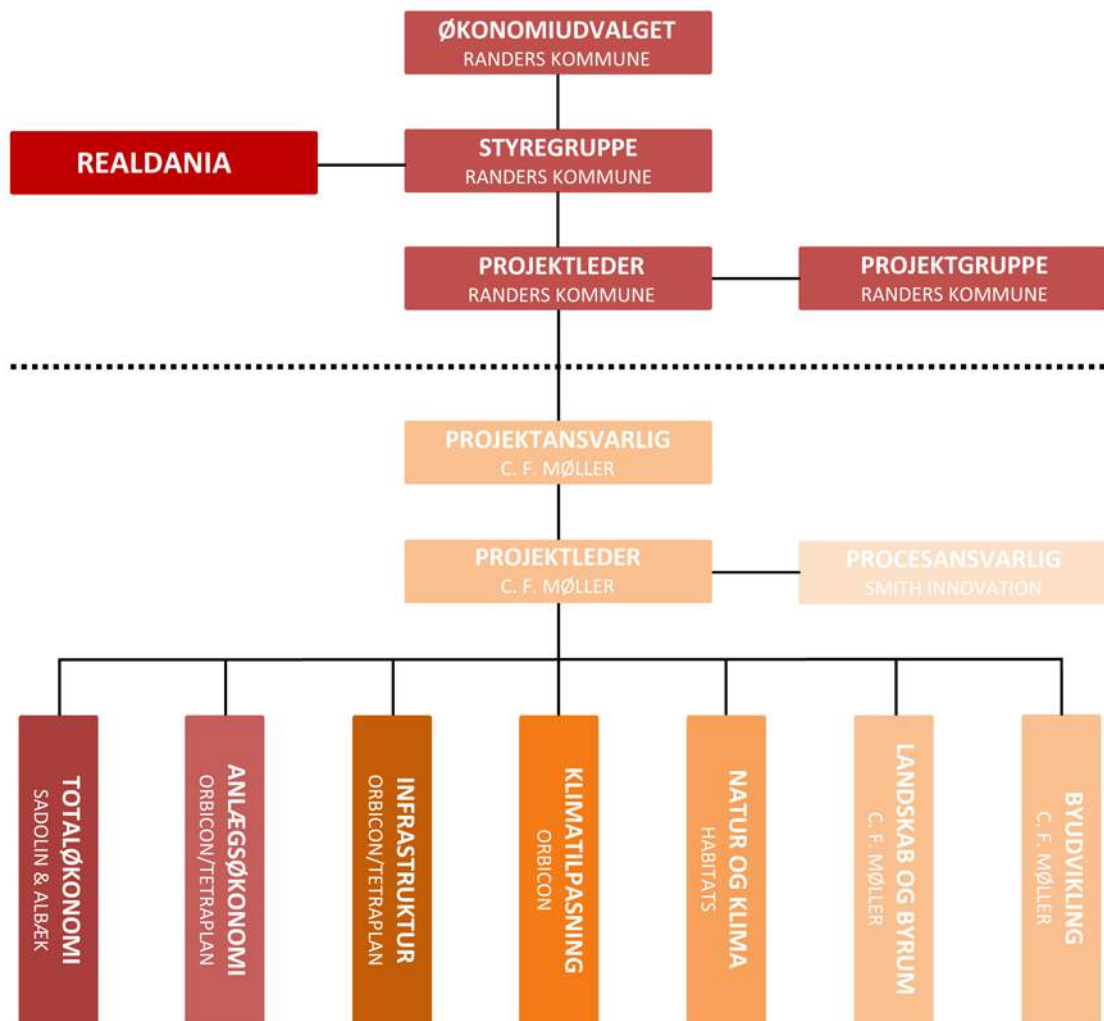 ØKONOMIUDVALGET
RANDERS KOMMUNE
REALDANIA
STYREGRUPPE
RANDERS KOMMUNE
PROJEKTLEDER
RANDERS KOMMUNE
PROJEKTGRUPPE
RANDERS KOMMUNE
PROJEKTANSVARLIG
C. F. MØLLER
PROJEKTLEDER
C. F. MØLLER
PROCESANSVARLIG
SMITH INNOVATION
TOTALØKONOMI
SADOLIN & ALBÆK
ANLÆGSØKONOMI
ORBICON/TETRAPLAN
INFRASTRUKTUR
ORBICON/TETRAPLAN
KLIMATILPASNING
ORBICON
NATUR OG KLIMA
HABITATS
LANDSKAB OG BYRUM
C. F. MØLLER
BYUDVIKLING
C. F. MØLLER